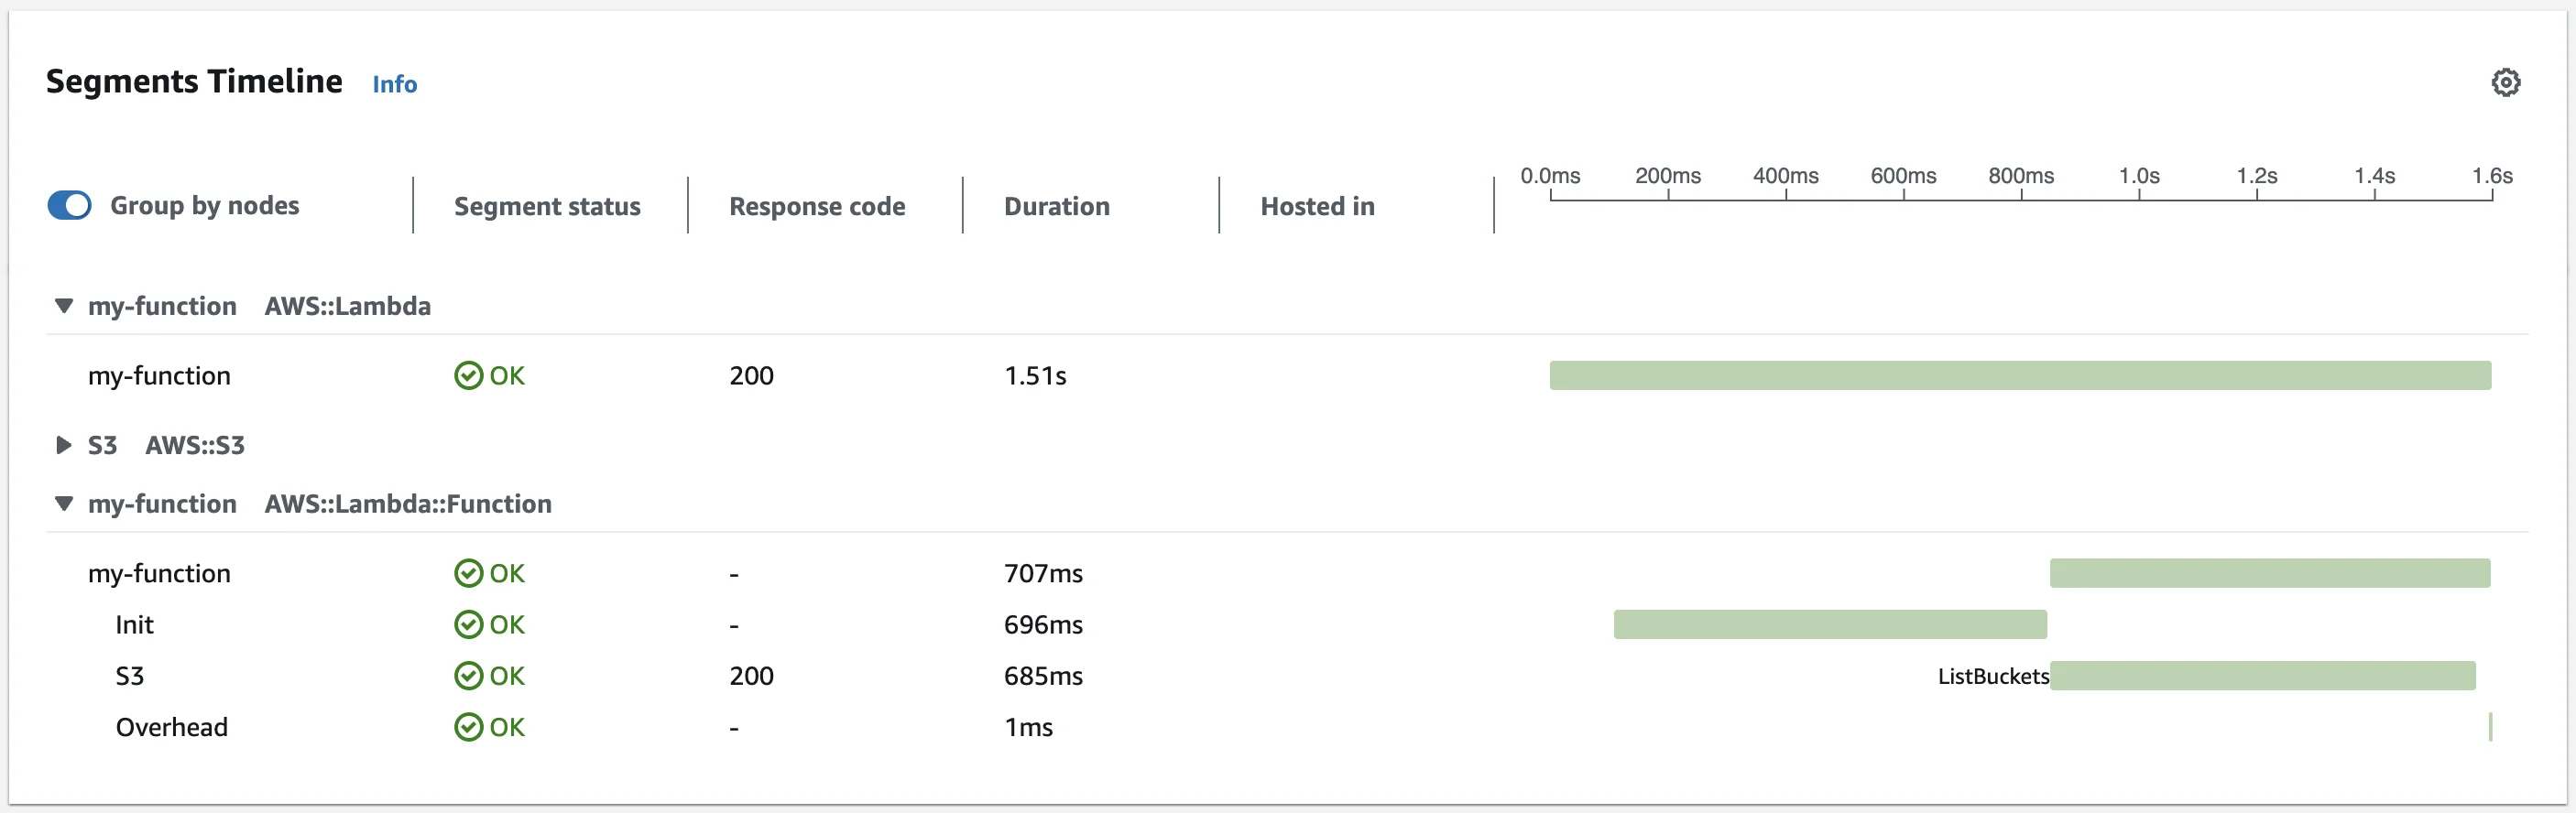 Segments Timeline Info
0.0ms 200ms 400ms 600ms 800ms 1.0s 1.2s 1.4s 1.6s
Group by nodes Segment status Response code Duration Hosted in
my-function AWS::Lambda
my-function OK 200 1.51s
S3 AWS::S3
my-function AWS::Lambda::Function
my-function OK - 707ms
Init OK - 696ms
S3 OK 200 685ms ListBuckets
Overhead OK - 1ms